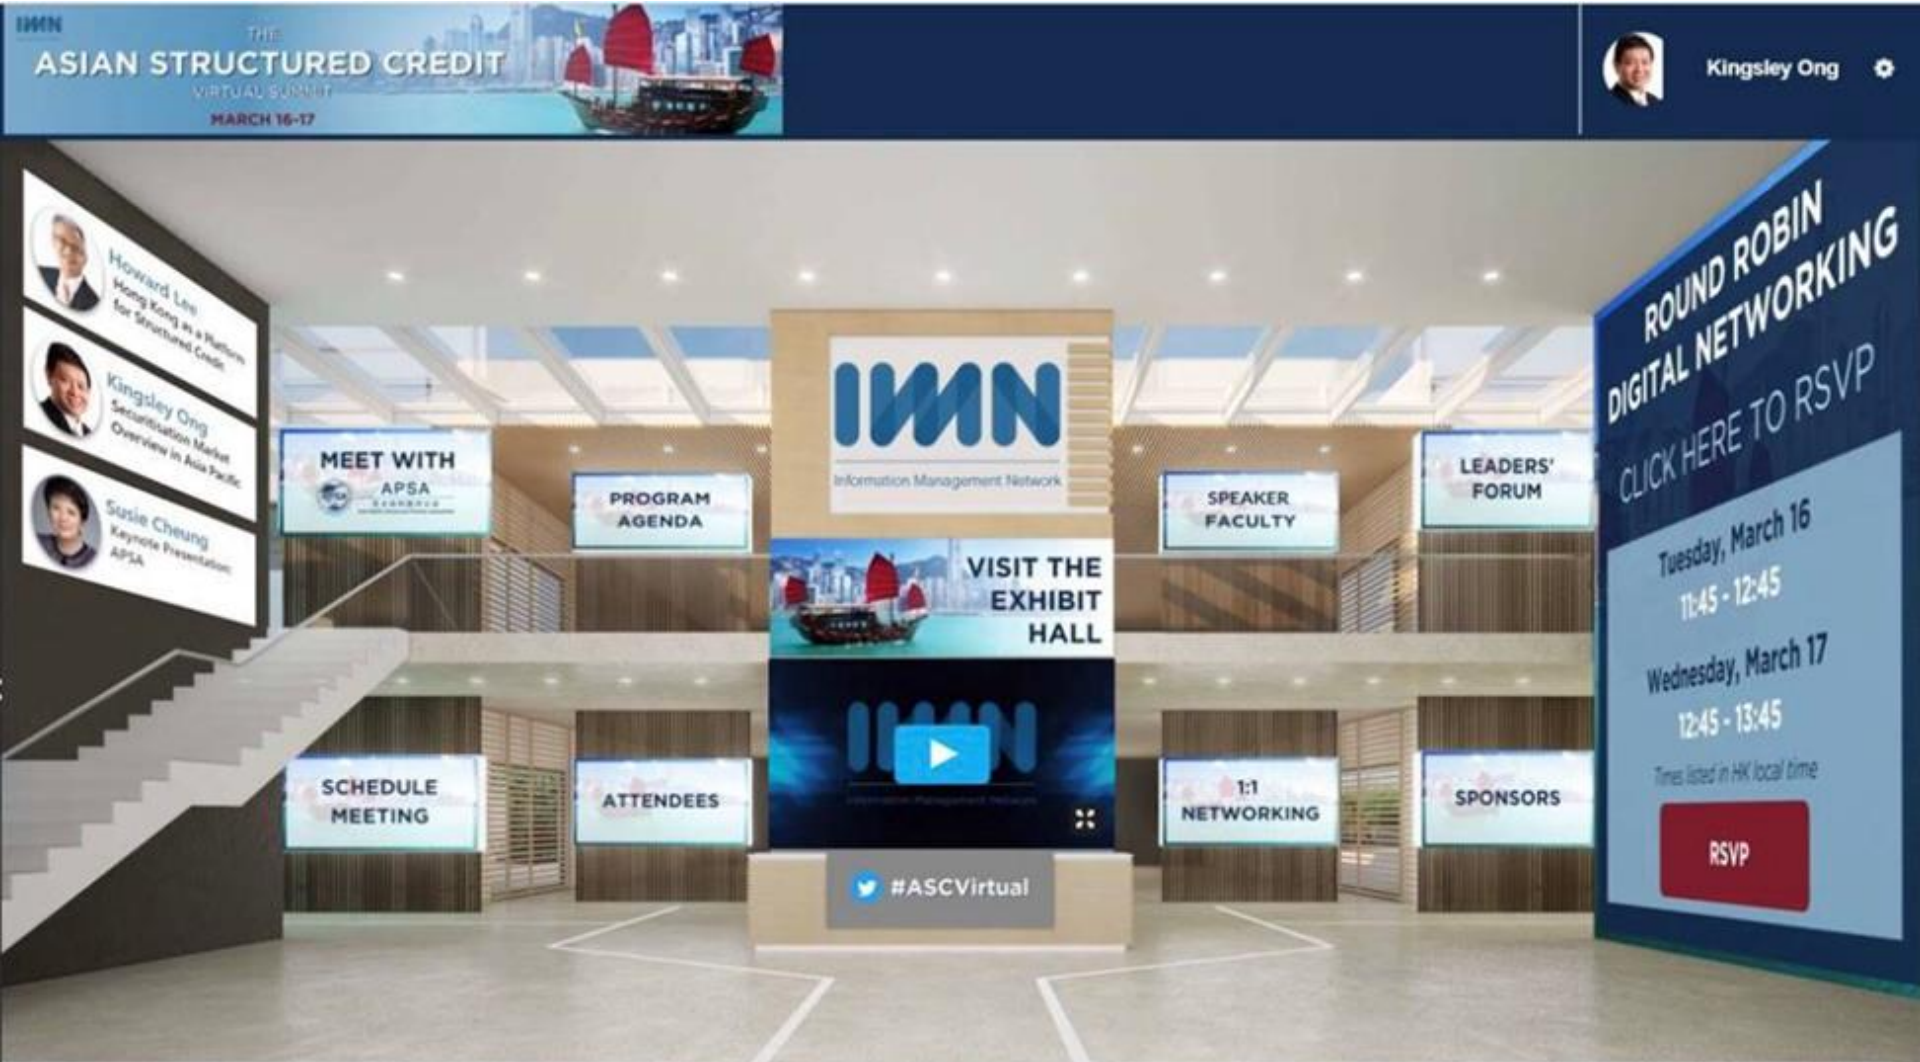 IMN
THE
ASIAN STRUCTURED CREDIT
VIRTUAL SUMMIT
MARCH 16-17
Kingsley Ong
Howard Lee
Hong Kong as a Platform
for Structured Credit
Kingsley Ong
Securitisation Market
Overview in Asia Pacific
Susie Cheung
Keynote Presentation:
APSA
MEET WITH
APSA
PROGRAM
AGENDA
IMN
Information Management Network
VISIT THE
EXHIBIT
HALL
SPEAKER
FACULTY
LEADERS'
FORUM
SCHEDULE
MEETING
ATTENDEES
IMN
Information Management Network
#ASCVirtual
1:1
NETWORKING
SPONSORS
ROUND ROBIN
DIGITAL NETWORKING
CLICK HERE TO RSVP
Tuesday, March 16
11:45 - 12:45
Wednesday, March 17
12:45 - 13:45
Times listed in HK local time
RSVP